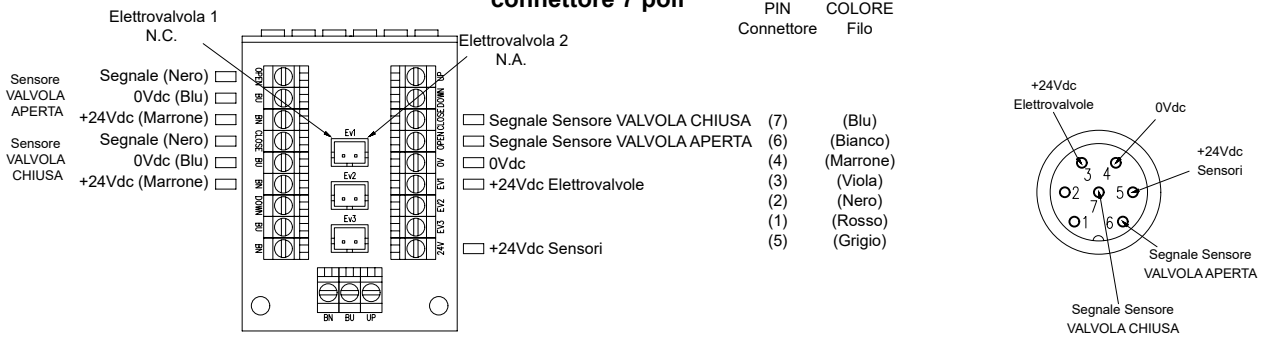 connettore 7 poli
Elettrovalvola 1
N.C.
Elettrovalvola 2
N.A.
Sensore
VALVOLA
APERTA
Segnale (Nero)
0Vdc (Blu)
+24Vdc (Marrone)
Sensore
VALVOLA
CHIUSA
Segnale (Nero)
0Vdc (Blu)
+24Vdc (Marrone)
OPEN
BU
BN
CLOSE
BU
BN
DOWN
BU
BN
Ev1
Ev2
Ev3
UP
DOWN
CLOSE
OPEN
0V
EV1
EV2
EV3
24V
BN BU UP
PIN COLORE
Connettore Filo
Segnale Sensore VALVOLA CHIUSA (7) (Blu)
Segnale Sensore VALVOLA APERTA (6) (Bianco)
0Vdc (4) (Marrone)
+24Vdc Elettrovalvole (3) (Viola)
(2) (Nero)
(1) (Rosso)
+24Vdc Sensori (5) (Grigio)
+24Vdc
Elettrovalvole
0Vdc
+24Vdc
Sensori
3 4
2 7 5
1 6
Segnale Sensore
VALVOLA APERTA
Segnale Sensore
VALVOLA CHIUSA